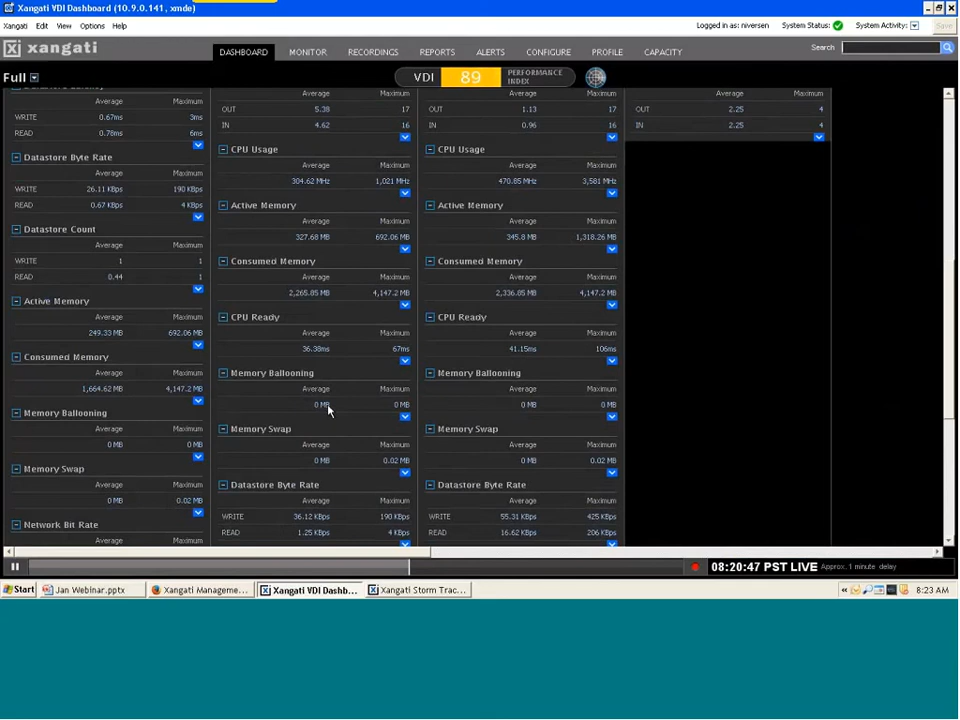 Xangati VDI Dashboard (10.9.0.141, xmde)
Xangati Edit View Options Help
Logged in as: niversen System Status: System Activity: Save
xangati
DASHBOARD MONITOR RECORDINGS REPORTS ALERTS CONFIGURE PROFILE CAPACITY
Search
Full
VDI 89 PERFORMANCE INDEX
Average Maximum
WRITE 0.67ms 3ms
READ 0.78ms 6ms
Datastore Byte Rate
Average Maximum
WRITE 26.11 KBps 190 KBps
READ 0.67 KBps 4 KBps
Datastore Count
Average Maximum
WRITE 1 1
READ 0.44 1
Active Memory
Average Maximum
249.33 MB 692.06 MB
Consumed Memory
Average Maximum
1,664.62 MB 4,147.2 MB
Memory Ballooning
Average Maximum
0 MB 0 MB
Memory Swap
Average Maximum
0 MB 0.02 MB
Network Bit Rate
Average Maximum
Average Maximum
OUT 5.38 17
IN 4.62 16
CPU Usage
Average Maximum
304.62 MHz 1,021 MHz
Active Memory
Average Maximum
327.68 MB 692.06 MB
Consumed Memory
Average Maximum
2,265.85 MB 4,147.2 MB
CPU Ready
Average Maximum
36.38ms 67ms
Memory Ballooning
Average Maximum
0 MB 0 MB
Memory Swap
Average Maximum
0 MB 0.02 MB
Datastore Byte Rate
Average Maximum
WRITE 36.12 KBps 190 KBps
READ 1.25 KBps 4 KBps
Average Maximum
OUT 1.13 17
IN 0.96 16
CPU Usage
Average Maximum
470.85 MHz 3,581 MHz
Active Memory
Average Maximum
345.8 MB 1,318.26 MB
Consumed Memory
Average Maximum
2,336.85 MB 4,147.2 MB
CPU Ready
Average Maximum
41.15ms 106ms
Memory Ballooning
Average Maximum
0 MB 0 MB
Memory Swap
Average Maximum
0 MB 0.02 MB
Datastore Byte Rate
Average Maximum
WRITE 55.31 KBps 425 KBps
READ 16.62 KBps 206 KBps
Average Maximum
OUT 2.25 4
IN 2.25 4
08:20:47 PST LIVE Approx. 1 minute delay
Start Jan Webinar.pptx Xangati Manageme... Xangati VDI Dashb... Xangati Storm Trac... 8:23 AM